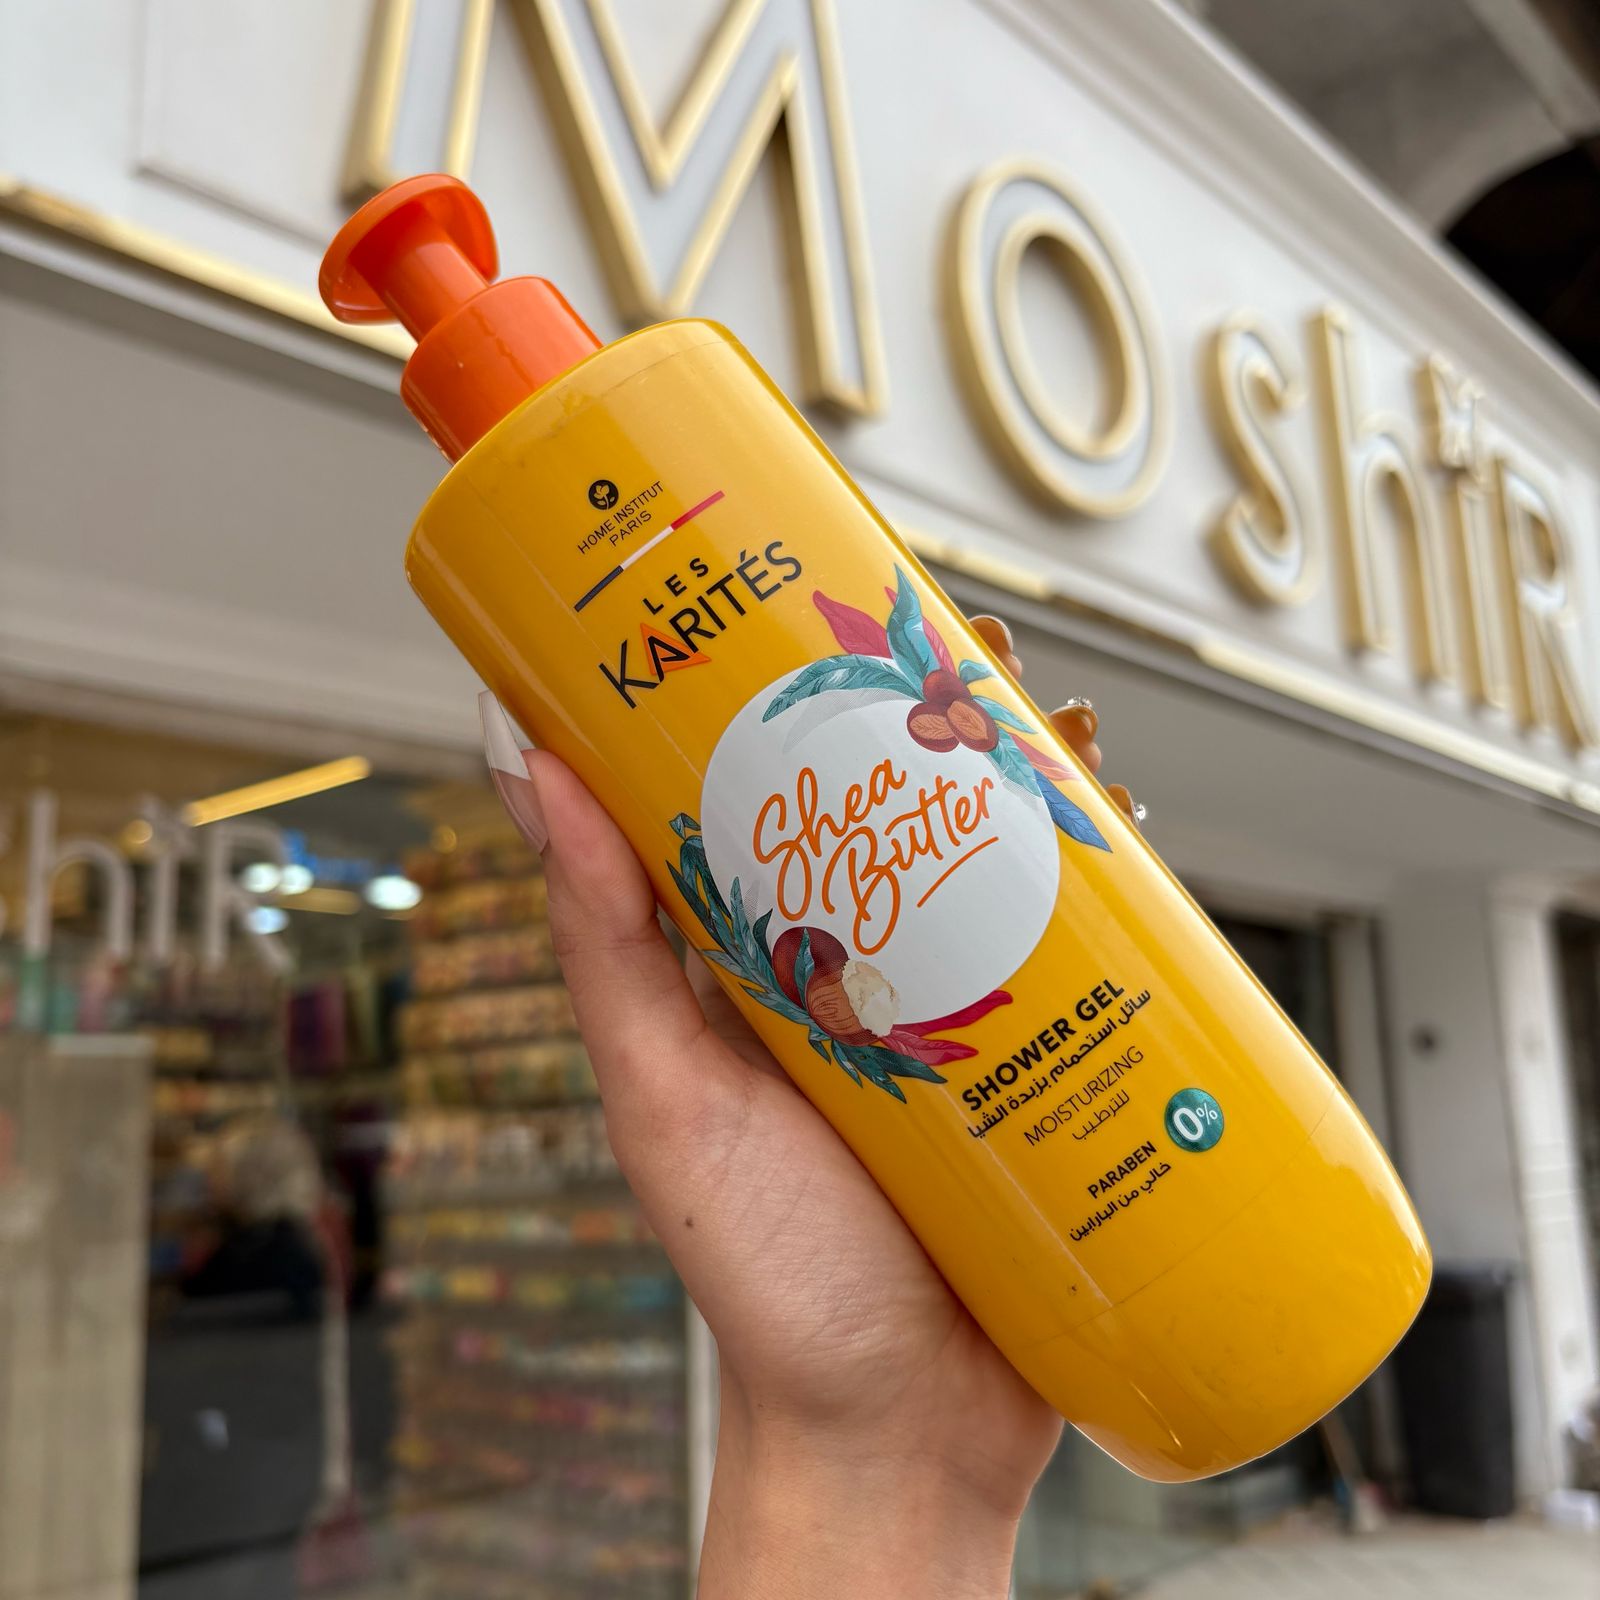 MoshiR
HOME INSTITUT
PARIS
LES
KARITÉS
Shea
Butter
SHOWER GEL
سائل استحمام بزبدة الشيا
MOISTURIZING
للترطيب
0%
PARABEN
خالي من البارابين
shiR